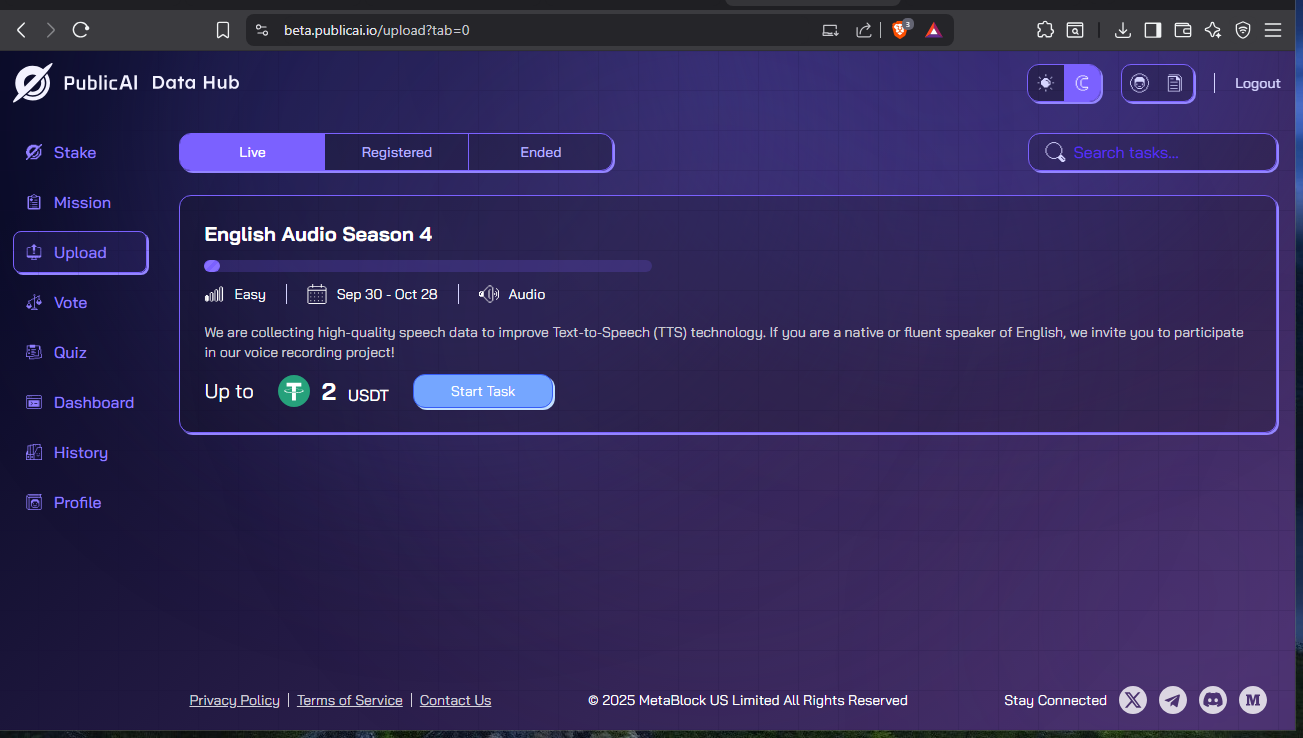 beta.publicai.io/upload?tab=0
3
PublicAI Data Hub
Logout
Stake
Mission
Upload
Vote
Quiz
Dashboard
History
Profile
Live
Registered
Ended
Search tasks...
English Audio Season 4
Easy
Sep 30 - Oct 28
Audio
We are collecting high-quality speech data to improve Text-to-Speech (TTS) technology. If you are a native or fluent speaker of English, we invite you to participate
in our voice recording project!
Up to 2 USDT
Start Task
Privacy Policy | Terms of Service | Contact Us
© 2025 MetaBlock US Limited All Rights Reserved
Stay Connected